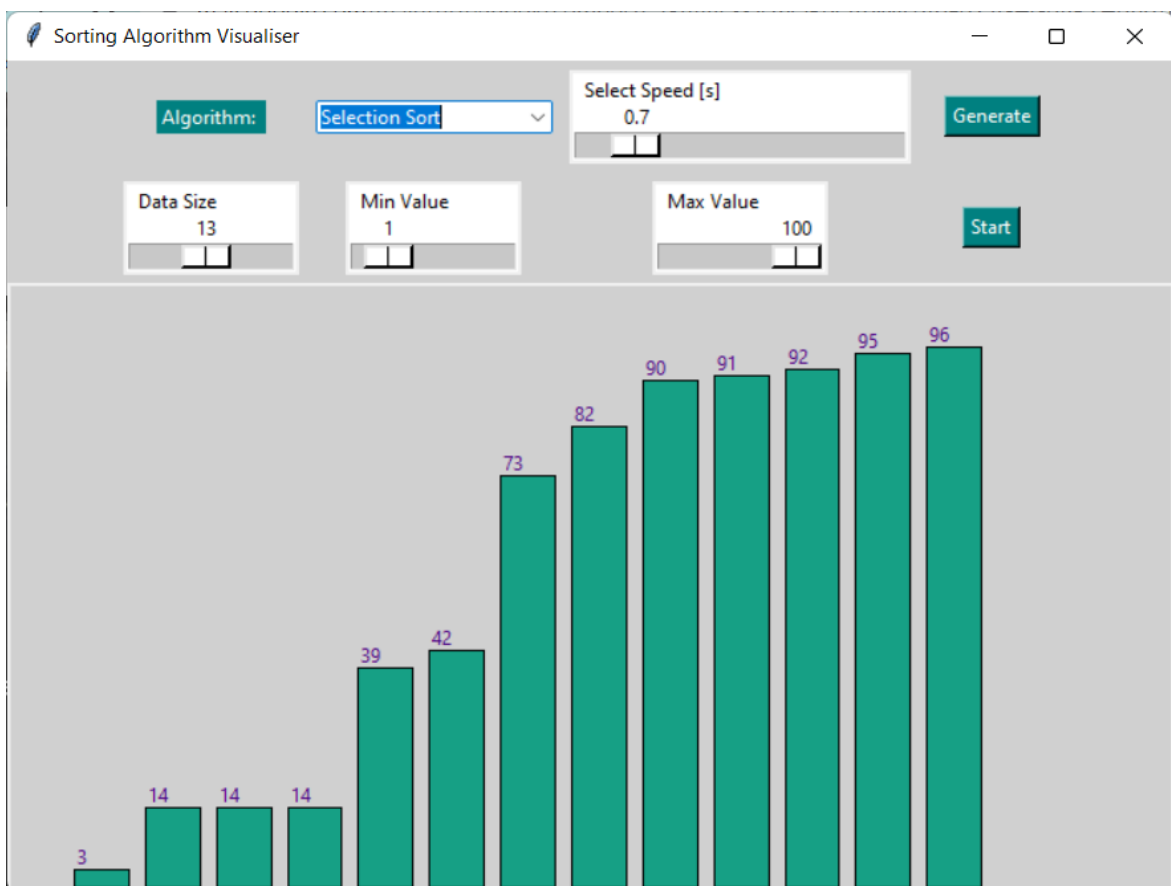 Sorting Algorithm Visualiser
Algorithm:
Selection Sort
Select Speed [s]
0.7
Generate
Data Size
13
Min Value
1
Max Value
100
Start
3
14
14
14
39
42
73
82
90
91
92
95
96